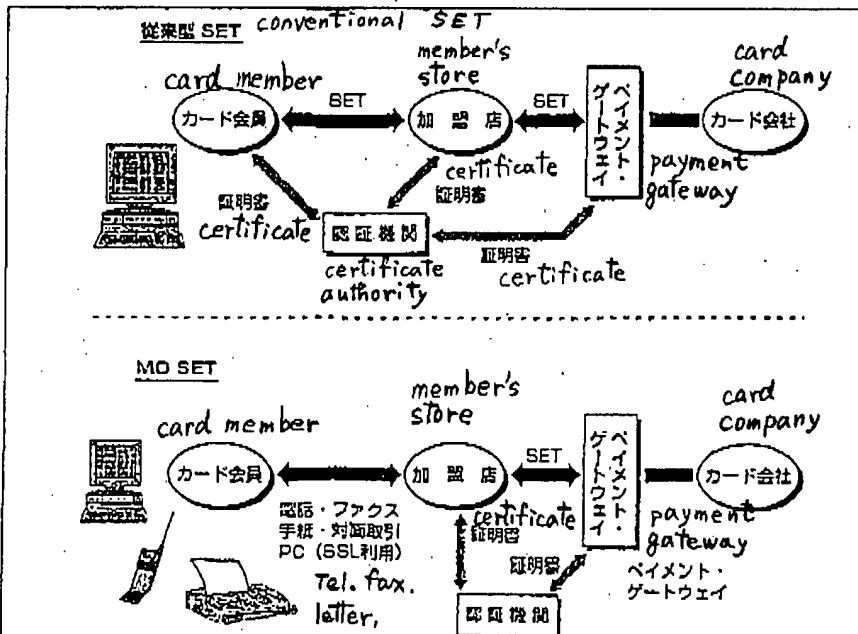 従来型 SET conventional SET
card member
member's
store
card
company
カード会員
SET
加盟店
SET
ペイメント・
ゲートウェイ
カード会社
payment
gateway
証明書
certificate
certificate
証明書
認証機関
certificate
authority
証明書
certificate
MO SET
card member
member's
store
card
company
カード会員
加盟店
SET
ペイメント・
ゲートウェイ
カード会社
電話・ファクス
手紙・対面取引
PC (SSL利用)
Tel. fax.
letter,
certificate
証明書
証明書
payment
gateway
ペイメント・
ゲートウェイ
認証機関